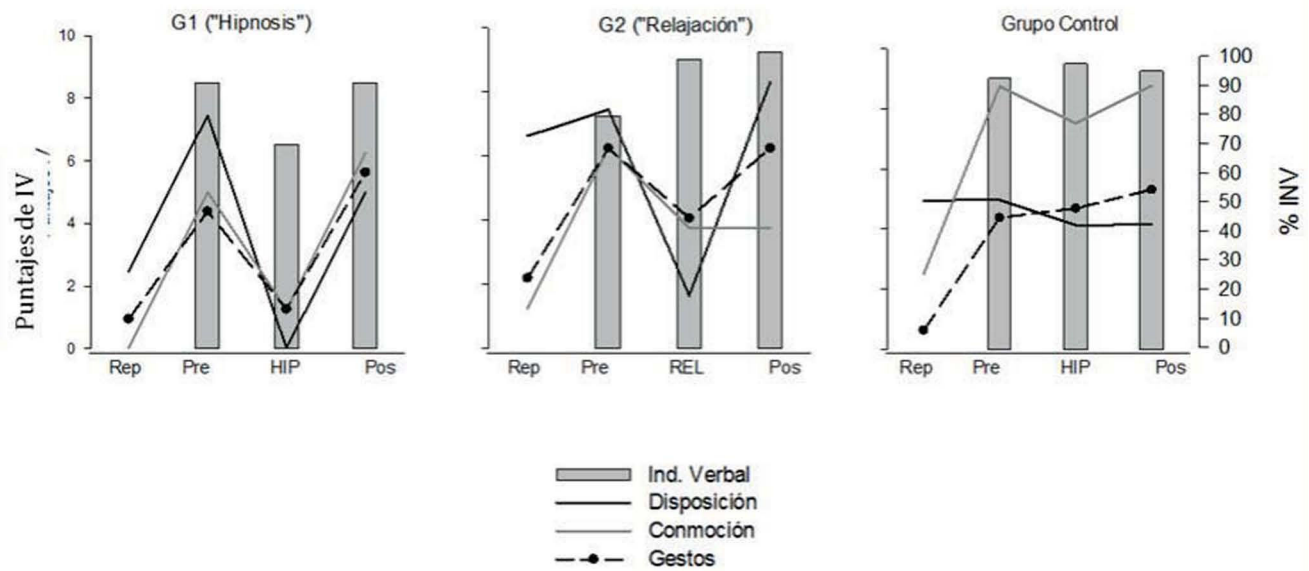 G1 ("Hipnosis")
G2 ("Relajación")
Grupo Control
Puntajes de IV
10
8
6
4
2
0
Rep Pre HIP Pos
Rep Pre REL Pos
Rep Pre HIP Pos
100
90
80
70
60
50
40
30
20
10
0
% INV
Ind. Verbal
Disposición
Conmoción
Gestos